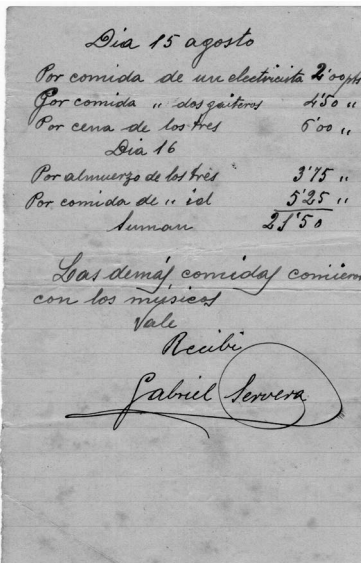 Dia 15 agosto
Por comida de un electricista 2'00 pts
Por comida " dos gaiteros 4'50 "
Por cena de los tres 6'00 "
Dia 16
Por almuerzo de los tres 3'75 "
Por comida de " id 5'25 "
Suman 21'50
Las demás comidas comieron
con los músicos
Vale
Recibi
Gabriel Servera